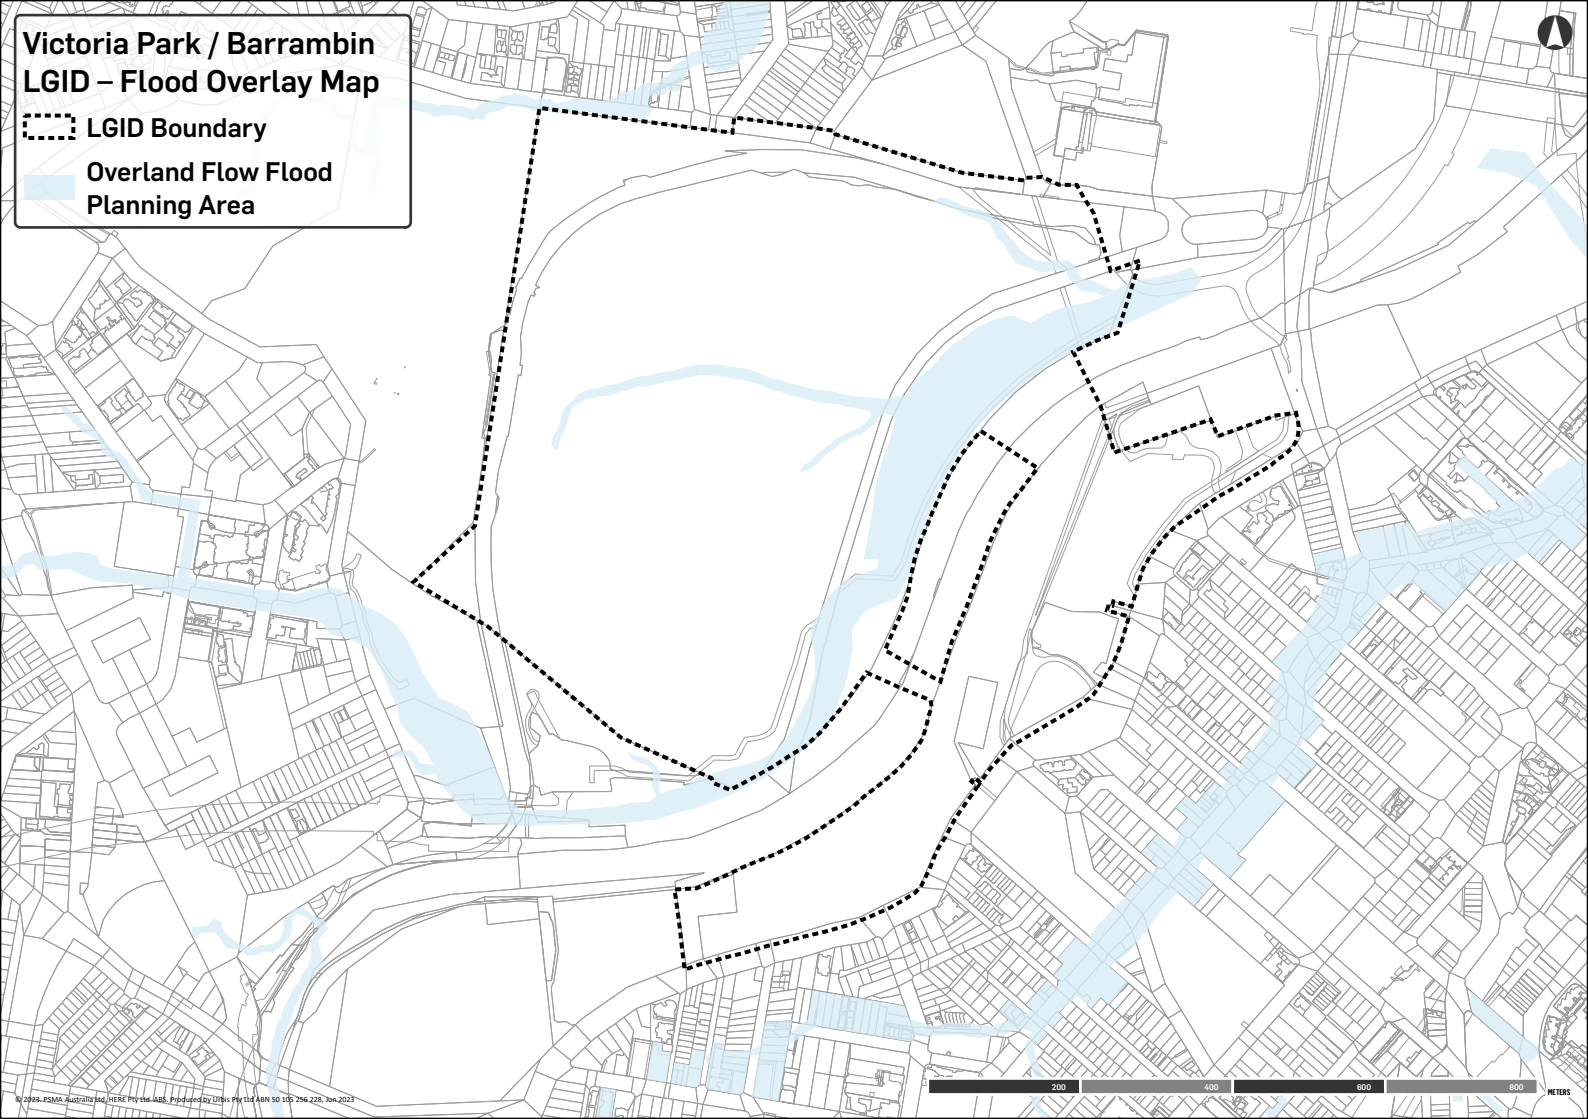 Victoria Park / Barrambin
LGID – Flood Overlay Map
LGID Boundary
Overland Flow Flood
Planning Area
200 400 600 800
METERS
© 2023. PSMA Australia Ltd, HERE Pty Ltd. ABS. Produced by Urbis Pty Ltd ABN 50 105 256 228, Jun 2023